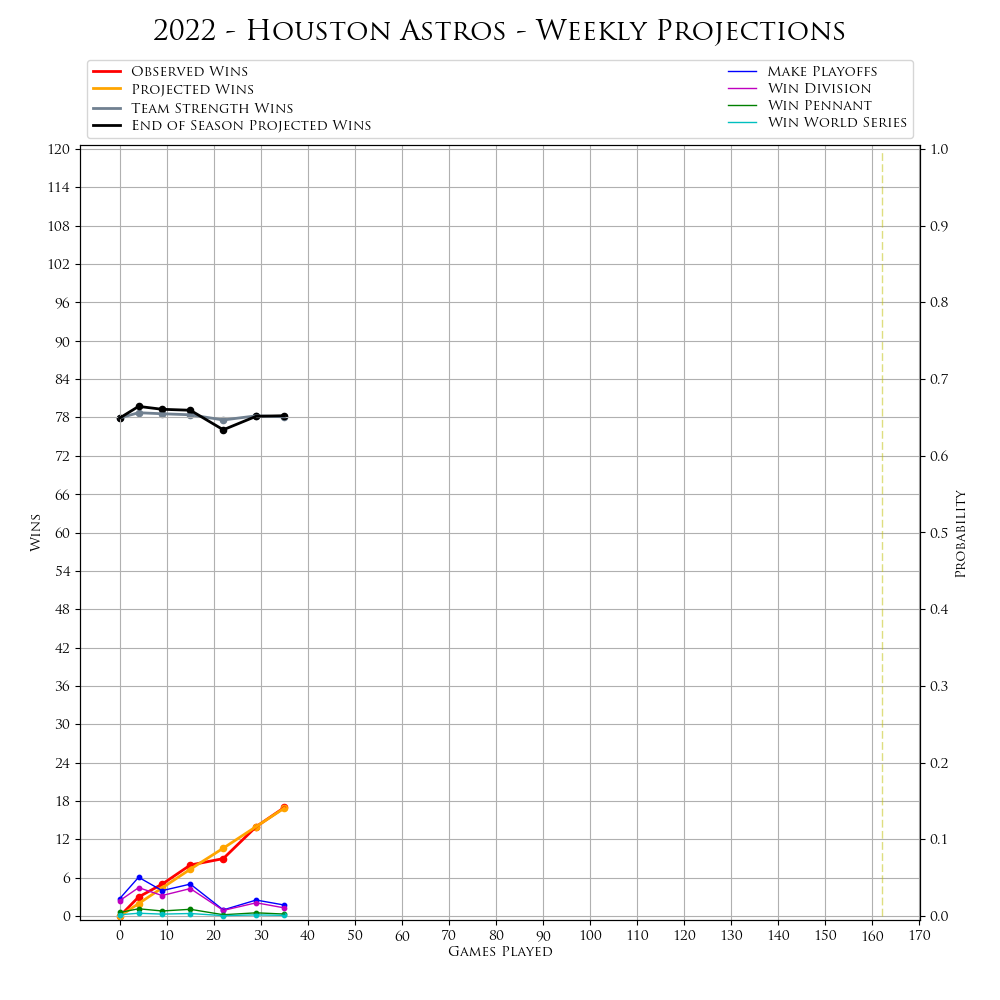 2022 - Houston Astros - Weekly Projections
Observed Wins
Projected Wins
Team Strength Wins
End of Season Projected Wins
Make Playoffs
Win Division
Win Pennant
Win World Series
120
114
108
102
96
90
84
78
72
66
60
54
48
42
36
30
24
18
12
6
0
Wins
1.0
0.9
0.8
0.7
0.6
0.5
0.4
0.3
0.2
0.1
0.0
Probability
0 10 20 30 40 50 60 70 80 90 100 110 120 130 140 150 160 170
Games Played